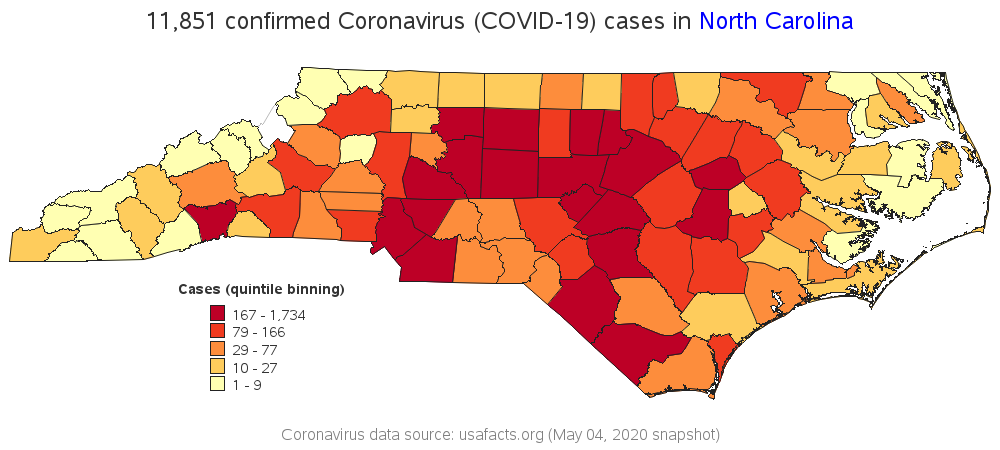 11,851 confirmed Coronavirus (COVID-19) cases in North Carolina
Cases (quintile binning)
167 - 1,734
79 - 166
29 - 77
10 - 27
1 - 9
Coronavirus data source: usafacts.org (May 04, 2020 snapshot)